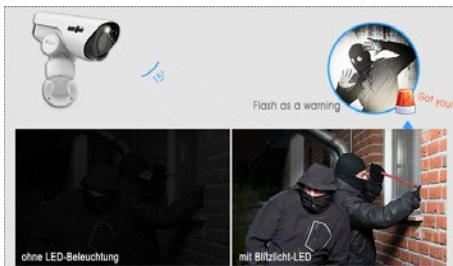 15°
Flash as a warning
Got you!
ohne LED-Beleuchtung
mit Blitzlicht-LED